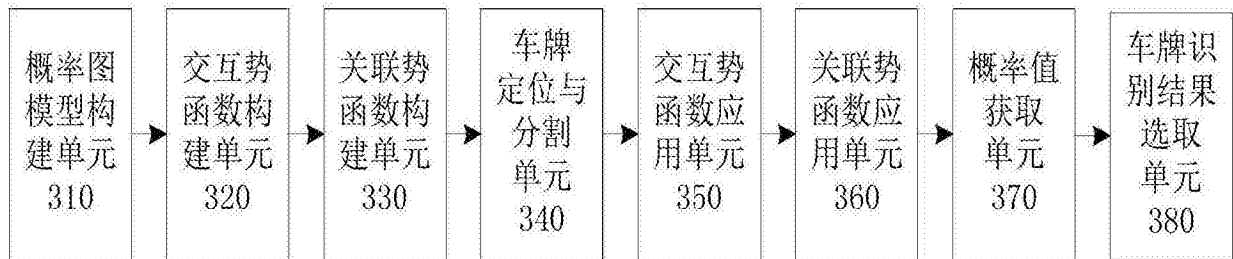 概率图
模型构
建单元
310
交互势
函数构
建单元
320
关联势
函数构
建单元
330
车牌
定位与
分割
单元
340
交互势
函数应
用单元
350
关联势
函数应
用单元
360
概率值
获取
单元
370
车牌识
别结果
选取
单元
380